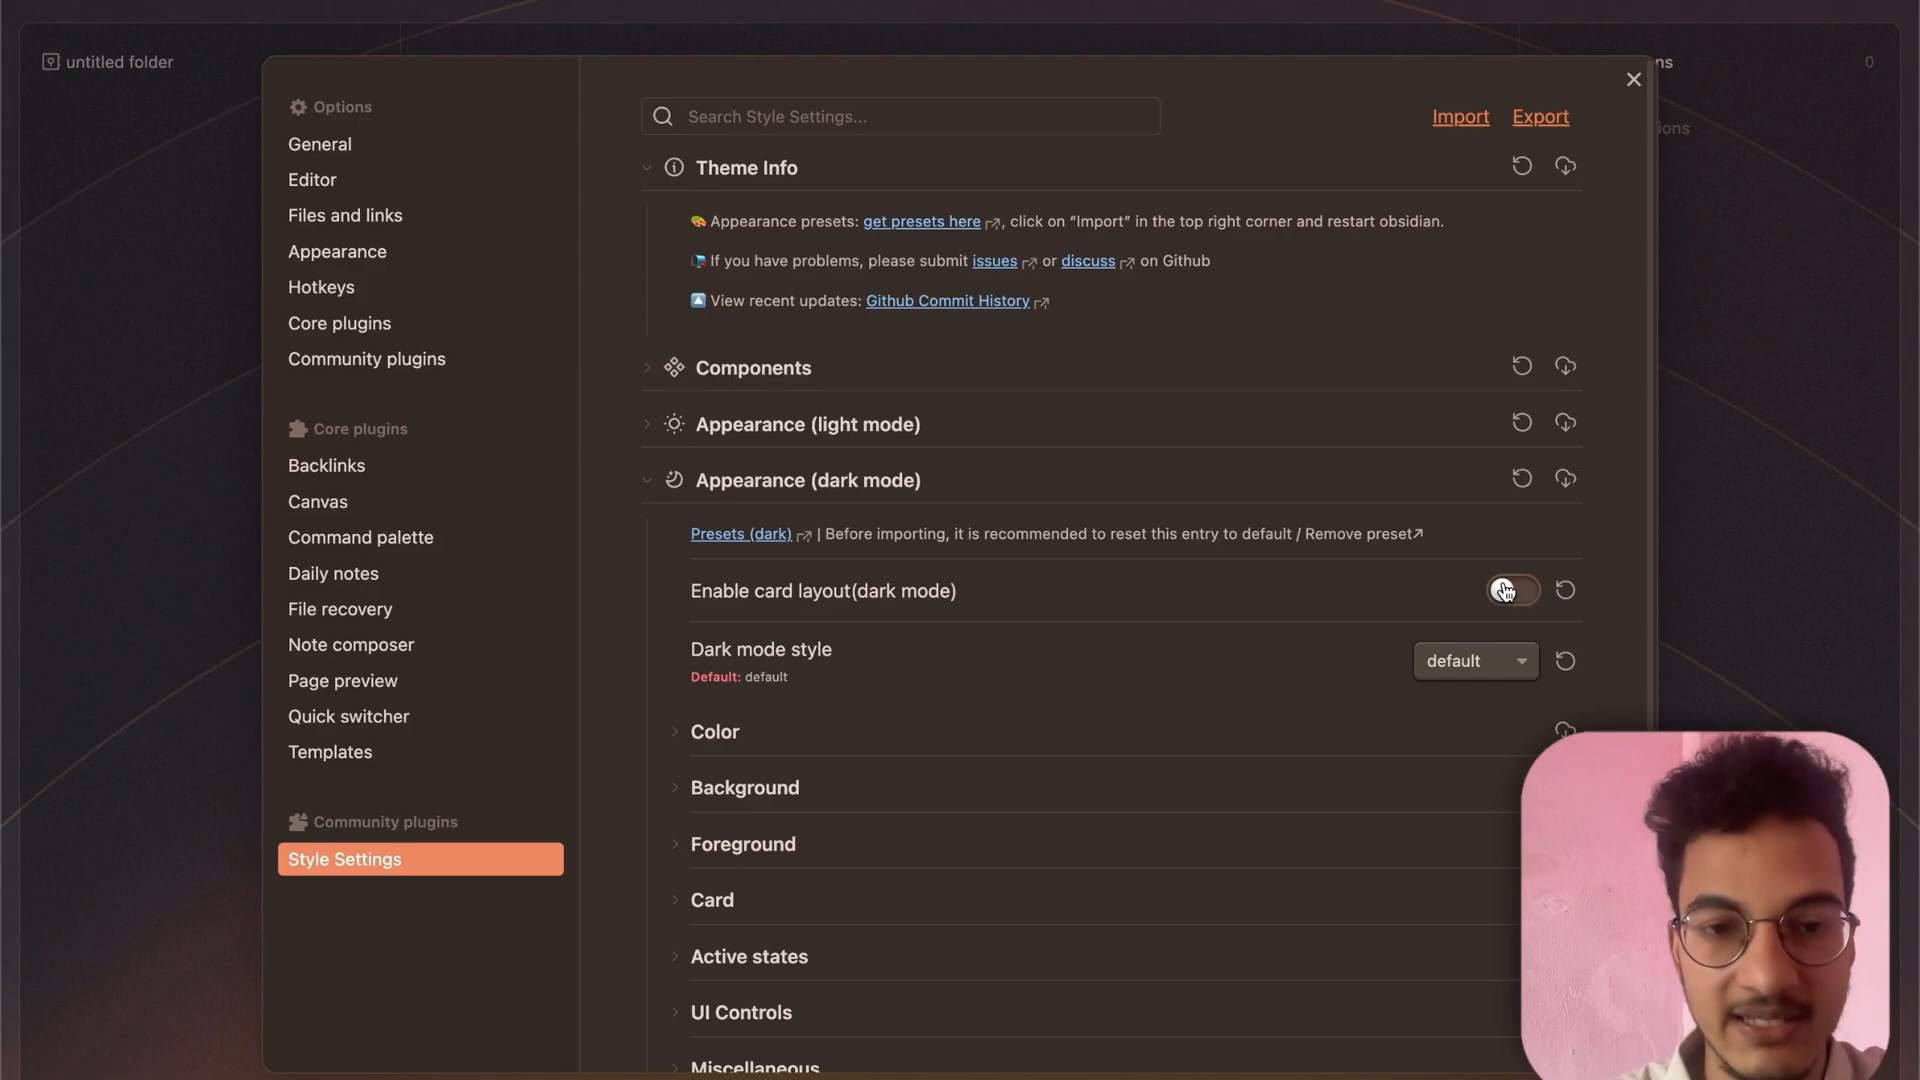 untitled folder
ns
0
ions
Options
General
Editor
Files and links
Appearance
Hotkeys
Core plugins
Community plugins
Core plugins
Backlinks
Canvas
Command palette
Daily notes
File recovery
Note composer
Page preview
Quick switcher
Templates
Community plugins
Style Settings
Search Style Settings...
Import Export
Theme Info
Appearance presets: get presets here, click on “Import” in the top right corner and restart obsidian.
If you have problems, please submit issues or discuss on Github
View recent updates: Github Commit History
Components
Appearance (light mode)
Appearance (dark mode)
Presets (dark) | Before importing, it is recommended to reset this entry to default / Remove preset↗
Enable card layout(dark mode)
Dark mode style
default
Default: default
Color
Background
Foreground
Card
Active states
UI Controls
Miscellaneous